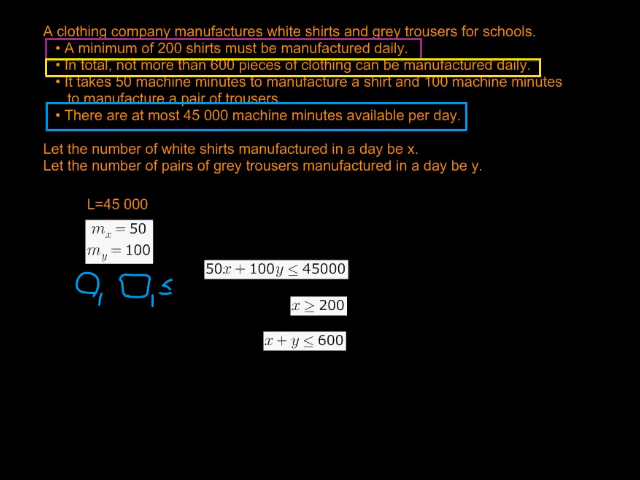 A clothing company manufactures white shirts and grey trousers for schools.
• A minimum of 200 shirts must be manufactured daily.
• In total, not more than 600 pieces of clothing can be manufactured daily.
• It takes 50 machine minutes to manufacture a shirt and 100 machine minutes
to manufacture a pair of trousers
• There are at most 45 000 machine minutes available per day.
Let the number of white shirts manufactured in a day be x.
Let the number of pairs of grey trousers manufactured in a day be y.
L=45 000
mₓ = 50
m_y = 100
≤
50x + 100y ≤ 45000
x ≥ 200
x + y ≤ 600